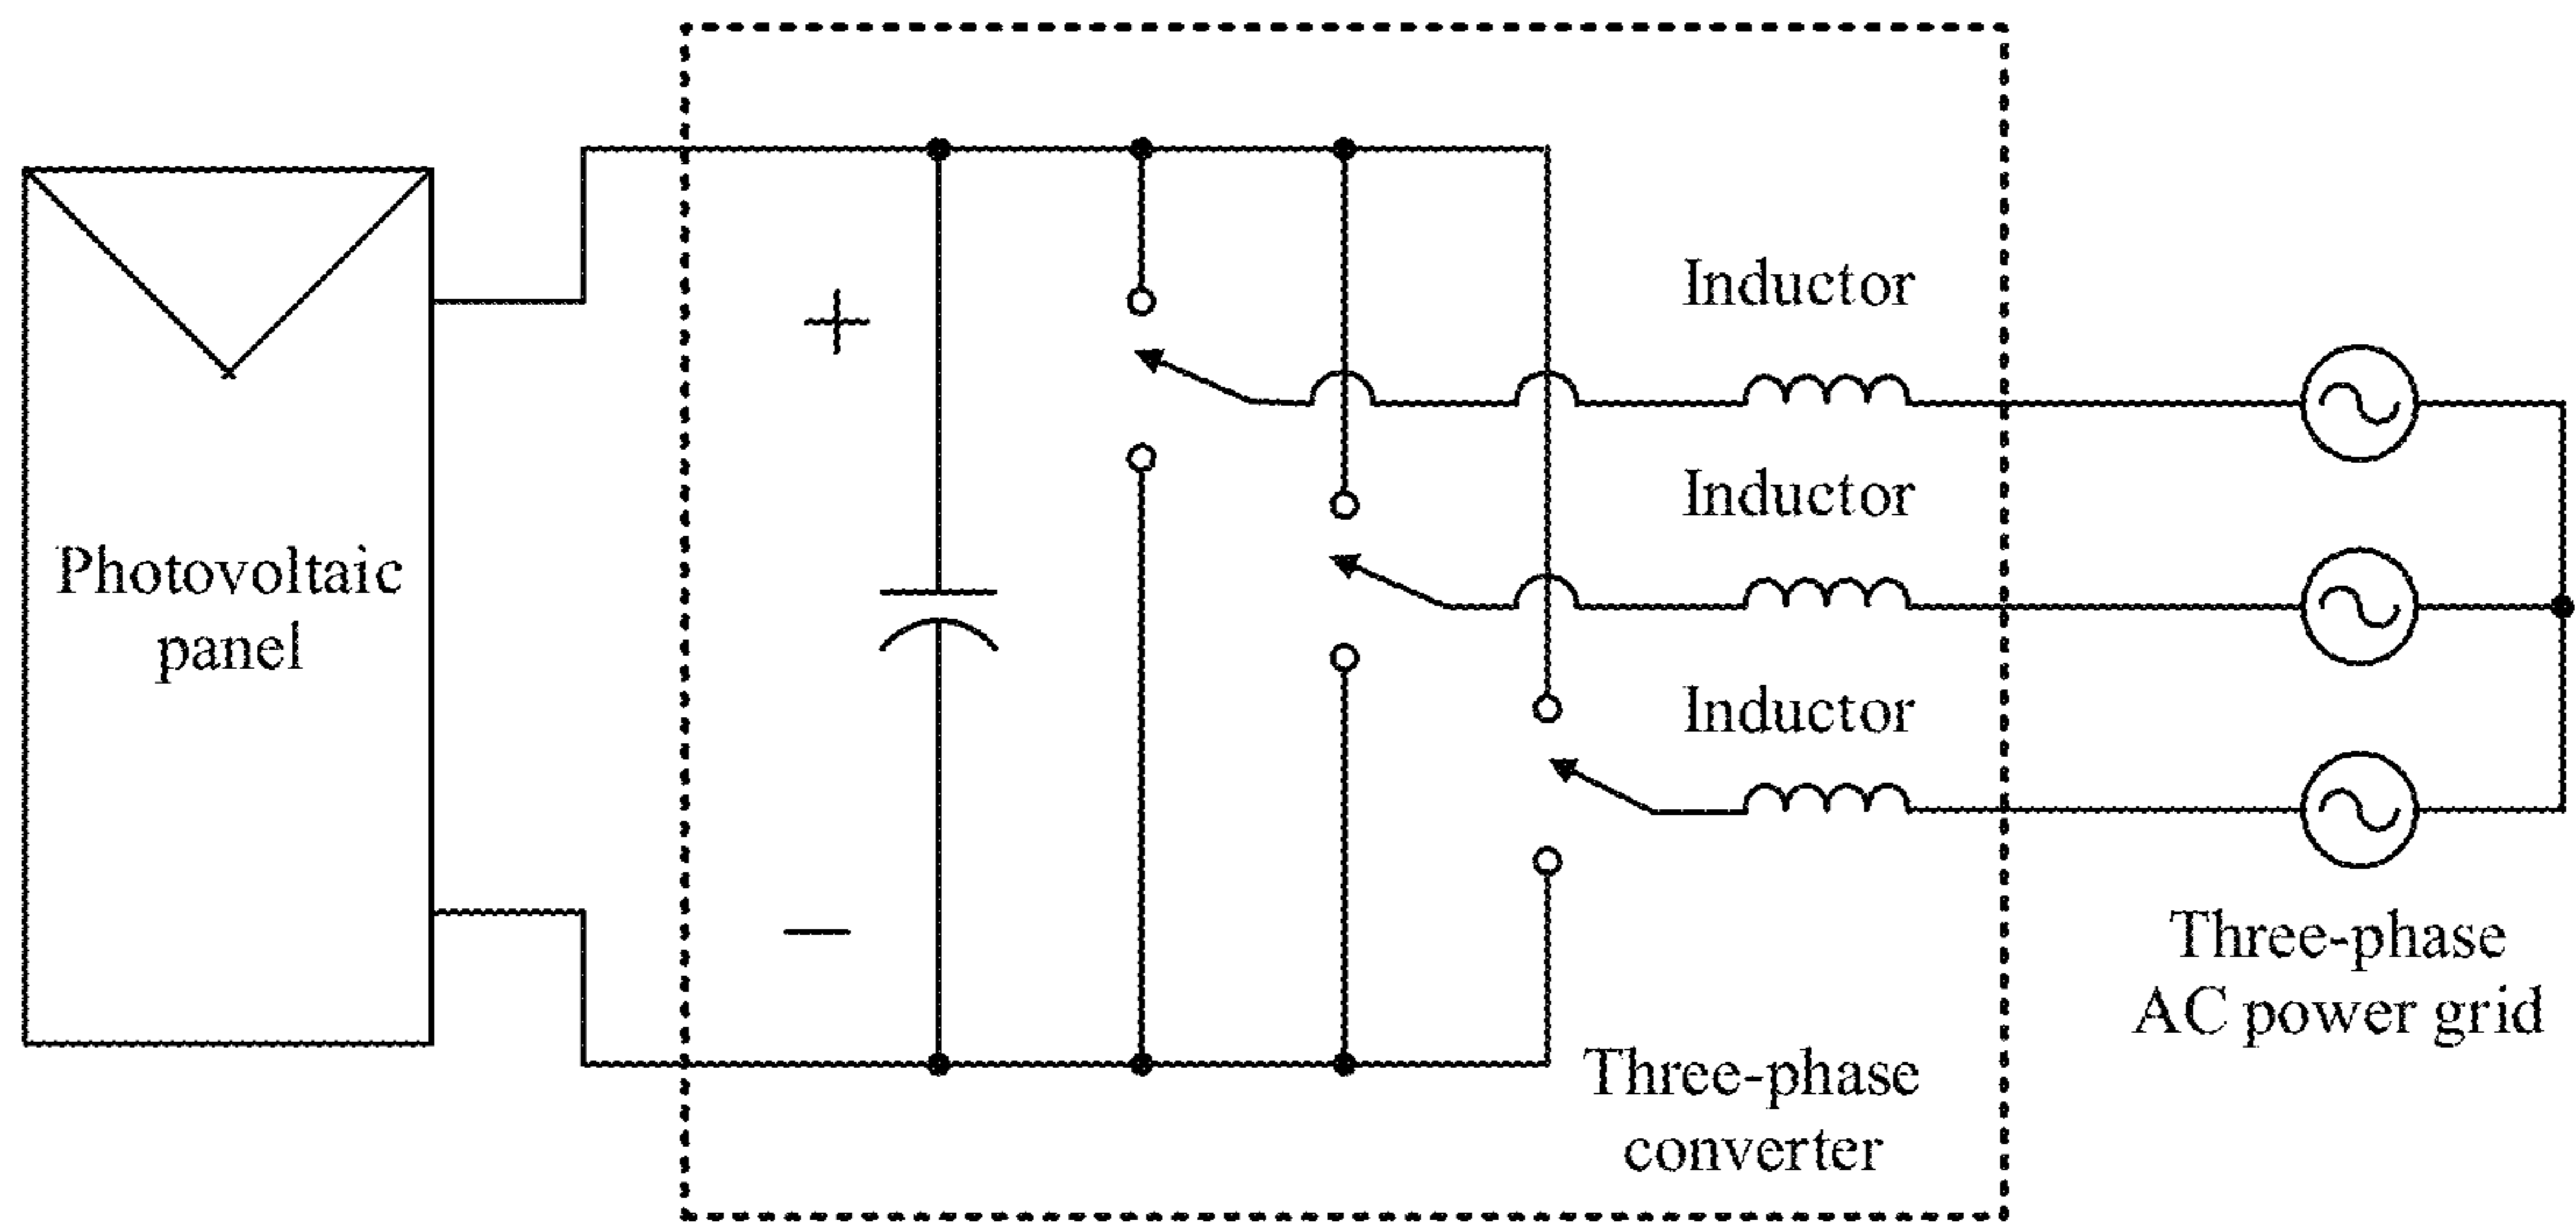 Photovoltaic
panel
+
−
Inductor
Inductor
Inductor
Three-phase
converter
Three-phase
AC power grid